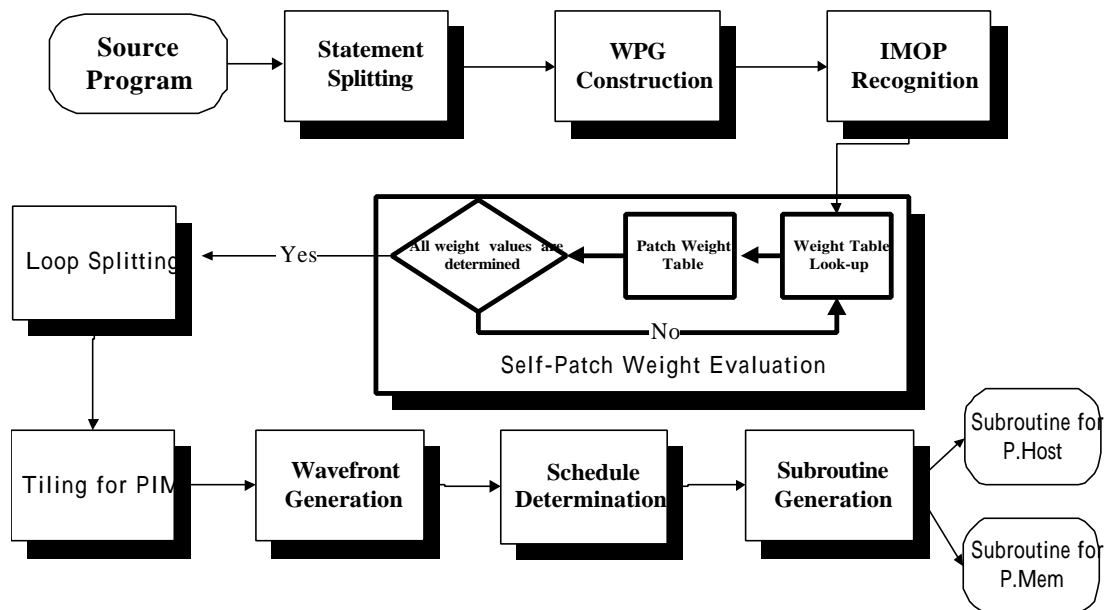 Source
Program
Statement
Splitting
WPG
Construction
IMOP
Recognition
All weight values are
determined
Patch Weight
Table
Weight Table
Look-up
Loop Splitting
Yes
No
Self-Patch Weight Evaluation
Tiling for PIM
Wavefront
Generation
Schedule
Determination
Subroutine
Generation
Subroutine for
P.Host
Subroutine for
P.Mem